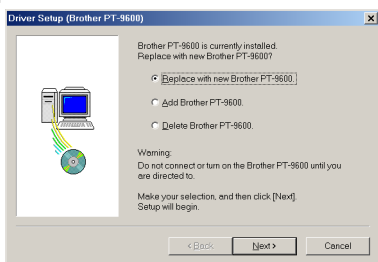 Driver Setup (Brother PT-9600)
Brother PT-9600 is currently installed.
Replace with new Brother PT-9600?
Replace with new Brother PT-9600.
Add Brother PT-9600.
Delete Brother PT-9600.
Warning:
Do not connect or turn on the Brother PT-9600 until you
are directed to.
Make your selection, and then click [Next].
Setup will begin.
< Back
Next >
Cancel